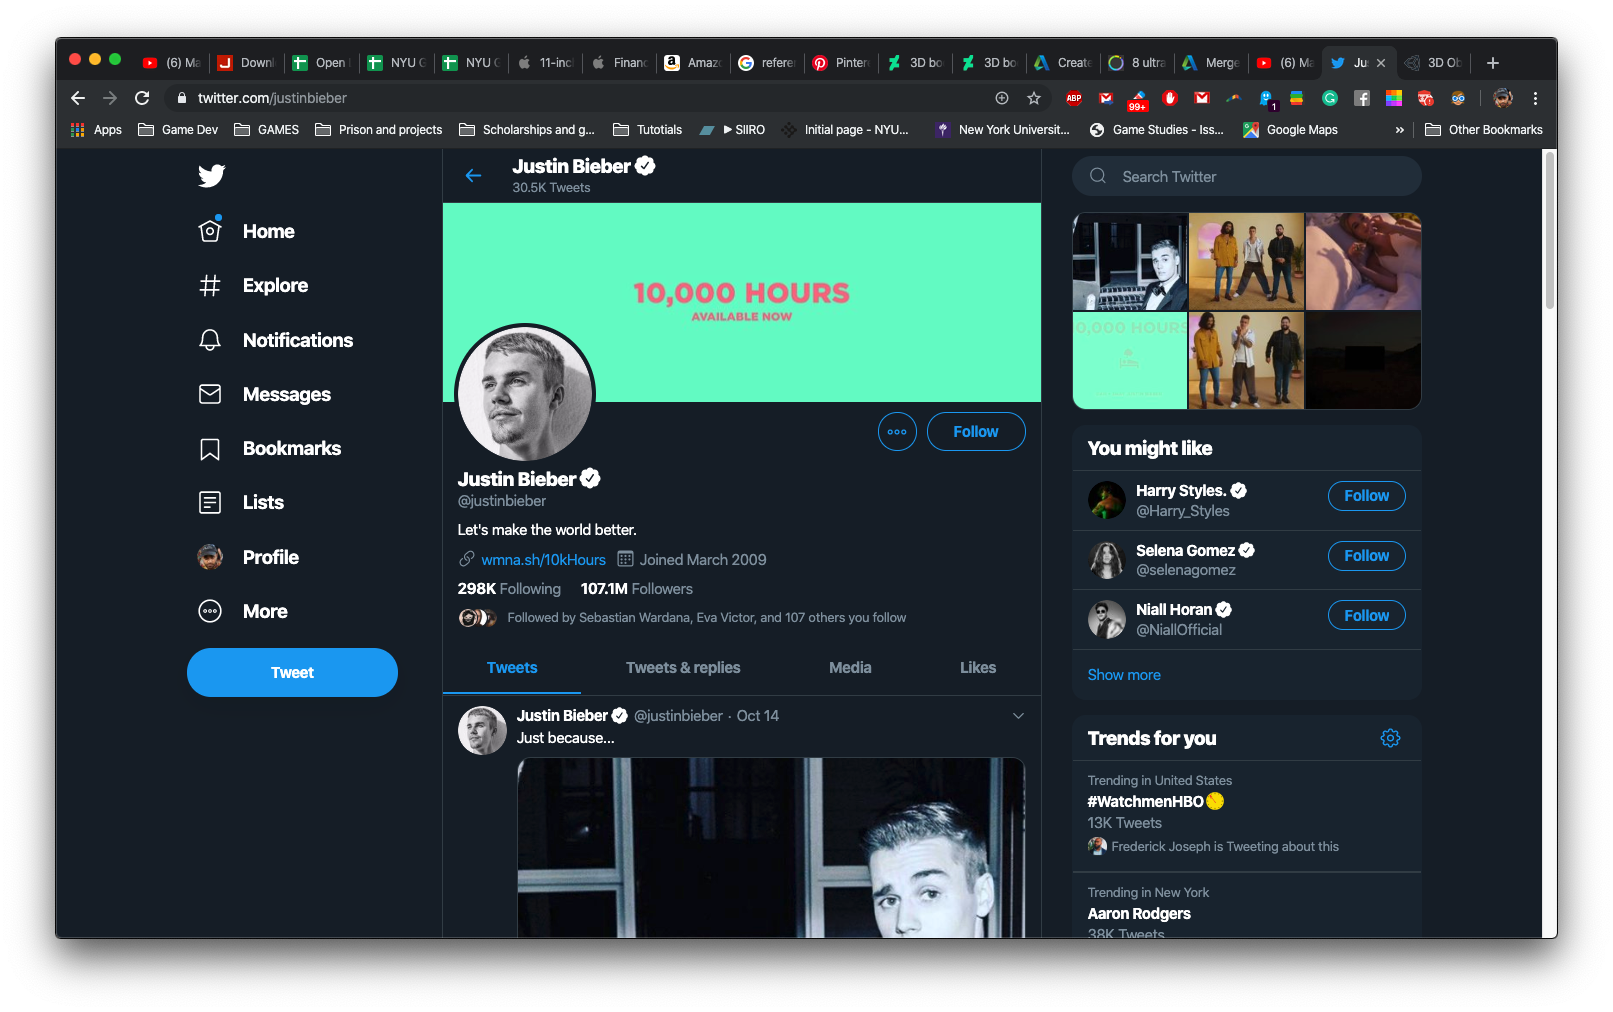 (6) Ma
Downl
Open
NYU G
NYU G
11-incl
Financ
Amazo
referen
Pintere
3D bo
3D bo
Create
8 ultra
Merge
(6) Ma
Jus
3D Ob
twitter.com/justinbieber
ABP
99+
1
Apps
Game Dev
GAMES
Prison and projects
Scholarships and g...
Tutotials
▶ SIIRO
Initial page - NYU...
New York Universit...
Game Studies - Iss...
Google Maps
»
Other Bookmarks
Home
Explore
Notifications
Messages
Bookmarks
Lists
Profile
More
Tweet
Justin Bieber
30.5K Tweets
10,000 HOURS
AVAILABLE NOW
Follow
Justin Bieber
@justinbieber
Let's make the world better.
wmna.sh/10kHours Joined March 2009
298K Following 107.1M Followers
Followed by Sebastian Wardana, Eva Victor, and 107 others you follow
Tweets Tweets & replies Media Likes
Justin Bieber @justinbieber · Oct 14
Just because...
Search Twitter
0,000 HOURS
You might like
Harry Styles. Follow
@Harry_Styles
Selena Gomez Follow
@selenagomez
Niall Horan Follow
@NiallOfficial
Show more
Trends for you
Trending in United States
#WatchmenHBO
13K Tweets
Frederick Joseph is Tweeting about this
Trending in New York
Aaron Rodgers
38K Tweets